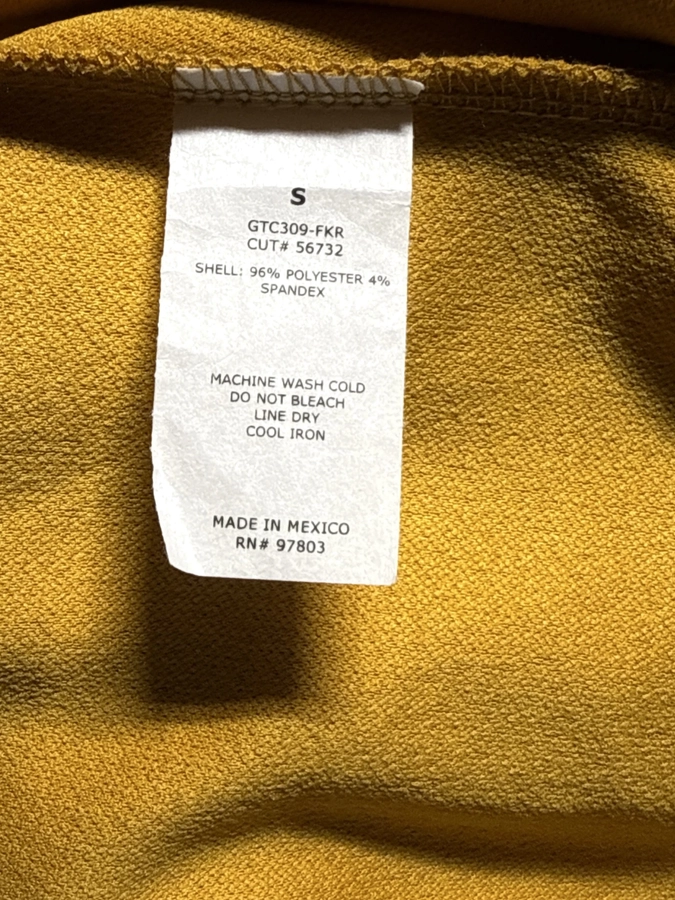 S
GTC309-FKR
CUT# 56732
SHELL: 96% POLYESTER 4%
SPANDEX
MACHINE WASH COLD
DO NOT BLEACH
LINE DRY
COOL IRON
MADE IN MEXICO
RN# 97803